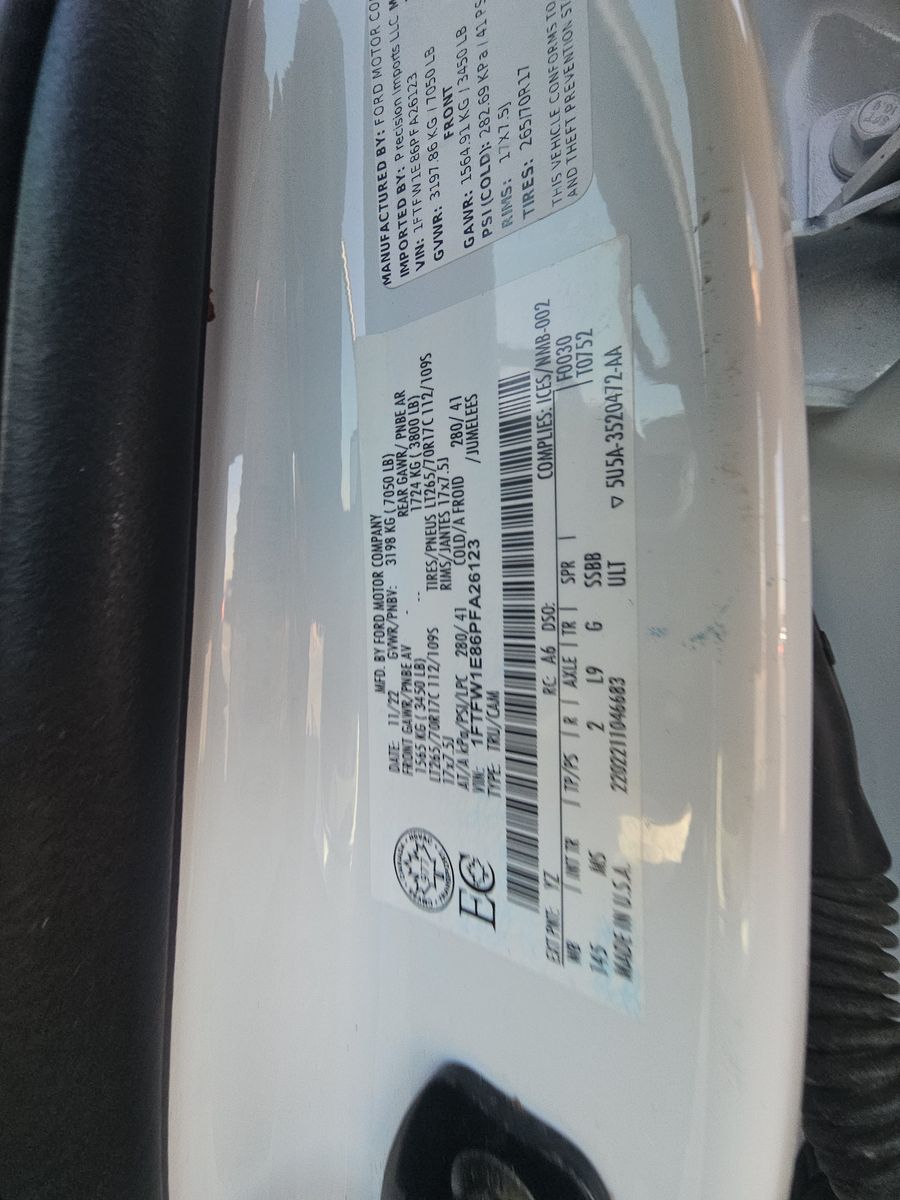 MANUFACTURED BY: FORD MOTOR
IMPORTED BY: Precision Imports LLC
VIN: 1FTFW1E86PFA26123
GVWR: 3197.86 KG / 7050 LB
FRONT
GAWR: 1564.91 KG / 3450 LB
PSI (COLD): 282.69 KPa / 41 PS
RIMS: 17X7.5J
TIRES: 265/70R17
THIS VEHICLE CONFORMS TO
AND THEFT PREVENTION
MFD. BY FORD MOTOR COMPANY
DATE: 11/22 GVWR/PNBV: 3198 KG ( 7050 LB)
FRONT GAWR/PNBE AV - REAR GAWR/ PNBE AR
1565 KG ( 3450 LB) -- 1724 KG ( 3800 LB)
LT265/70R17C 112/109S TIRES/PNEUS LT265/70R17C 112/109S
17x7.5J RIMS/JANTES 17x7.5J
AT/A kPa/PSI/LPC 280/ 41 COLD/A FROID 280/ 41
VIN: 1FTFW1E86PFA26123 /JUMELEES
TYPE: TRU/CAM
977
T
EC
COMPLIES: ICES/NMB-002
EXT PNT: YZ RC: A6 DSO: F0030
WB | INT TR | TP/PS | R | AXLE | TR | SPR | T0752
145 MS 2 L9 G SSBB
ULT
MADE IN U.S.A. 22022111046683 ▽ 5U5A-3520472-AA